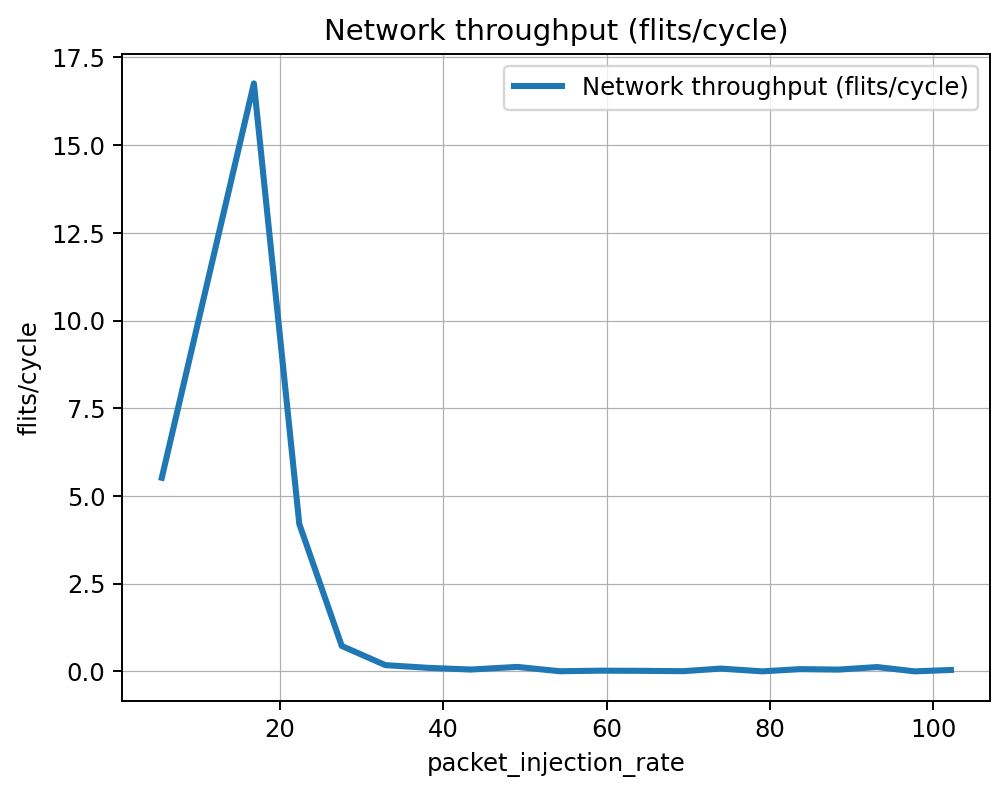 Network throughput (flits/cycle)
Network throughput (flits/cycle)
17.5
15.0
12.5
10.0
7.5
5.0
2.5
0.0
flits/cycle
20 40 60 80 100
packet_injection_rate